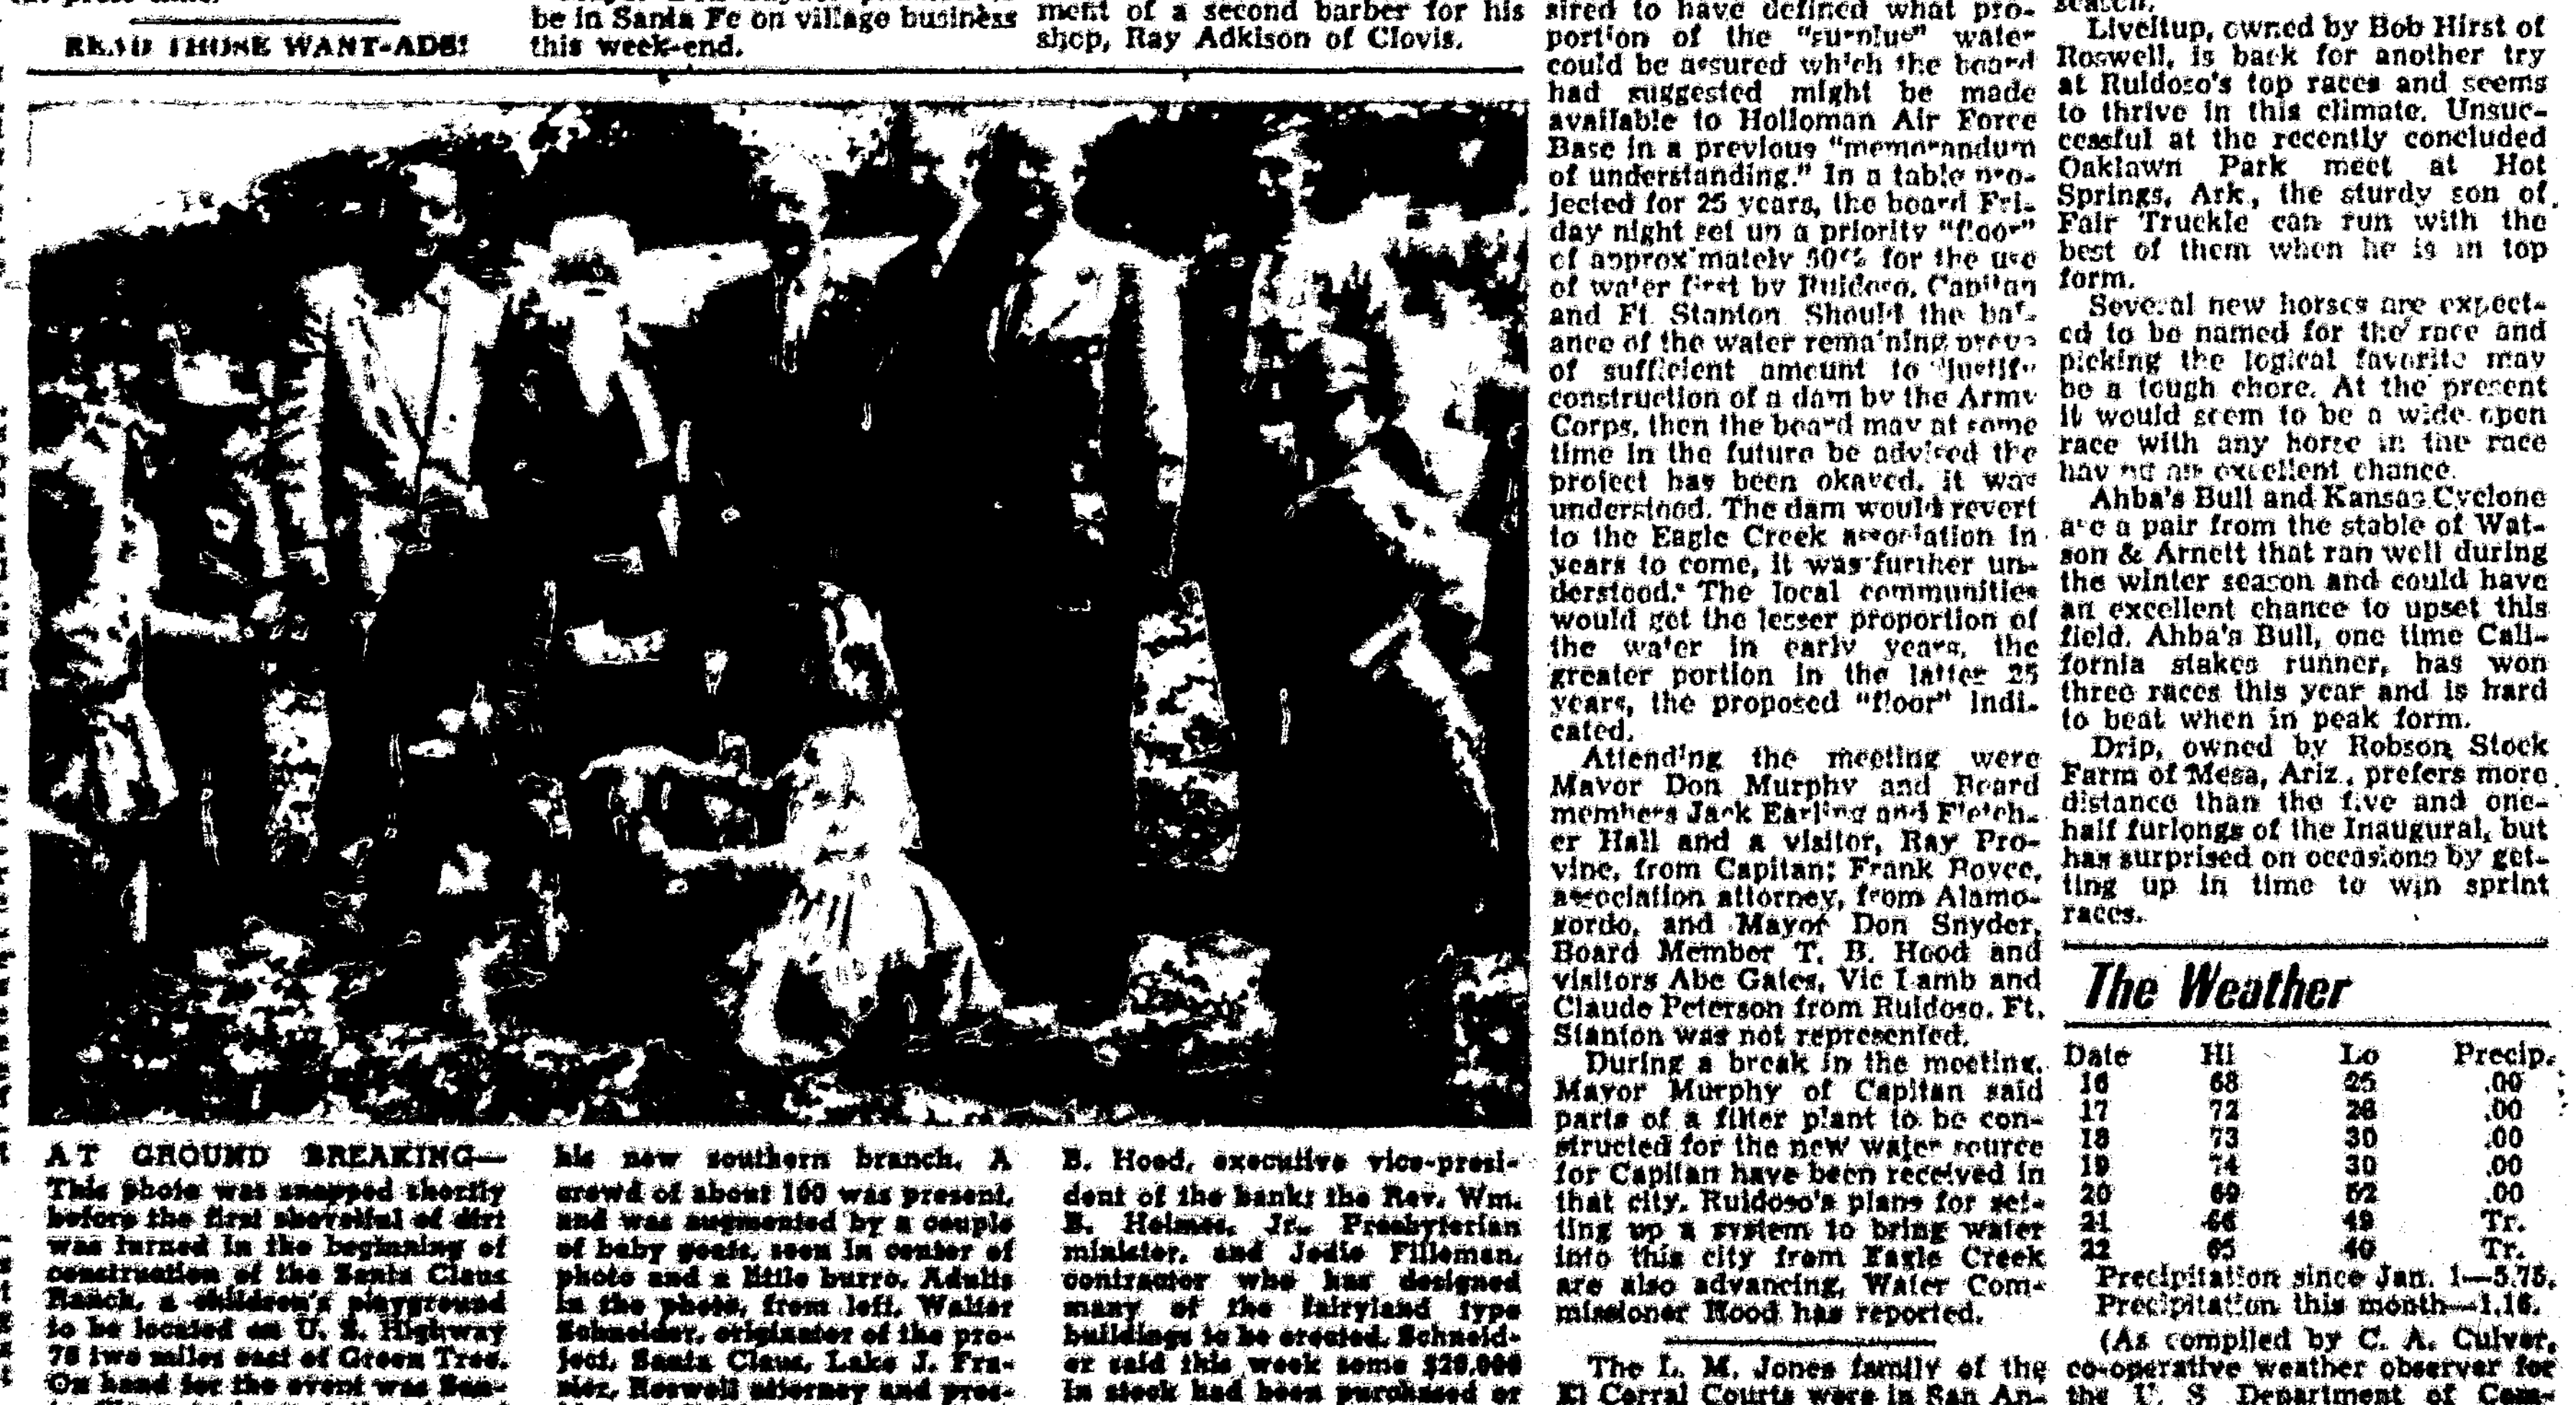 READ THOSE WANT-ADS!
be in Santa Fe on village business
this week-end.
ment of a second barber for his
shop, Ray Adkison of Clovis.
AT GROUND BREAKING—
This photo was snapped shortly
before the first shovelful of dirt
was turned in the beginning of
construction of the Santa Claus
Ranch, a children's playground
to be located on U. S. Highway
70 two miles east of Green Tree.
On hand for the event was San-
his new southern branch. A
crowd of about 100 was present,
and was augmented by a couple
of baby goats, seen in center of
photo and a little burro. Adults
in the photo, from left, Walter
Schneider, originator of the pro-
ject, Santa Claus, Lake J. Fra-
zier, Roswell attorney and pres-
B. Hood, executive vice-presi-
dent of the bank; the Rev. Wm.
B. Holmes, Jr., Presbyterian
minister, and Jodie Filleman,
contractor who has designed
many of the fairyland type
buildings to be erected. Schneid-
er said this week some $20,000
in stock had been purchased or
sired to have defined what pro-
portion of the "surplus" water
could be assured which the board
had suggested might be made
available to Holloman Air Force
Base in a previous "memorandum
of understanding." In a table pro-
jected for 25 years, the board Fri-
day night set up a priority "floor"
of approximately 50% for the use
of water first by Ruidoso, Capitan
and Ft. Stanton. Should the bal-
ance of the water remaining prove
of sufficient amount to justify
construction of a dam by the Army
Corps, then the board may at some
time in the future be advised the
project has been okayed, it was
understood. The dam would revert
to the Eagle Creek association in
years to come, it was further un-
derstood. The local communities
would get the lesser proportion of
the water in early years, the
greater portion in the latter 25
years, the proposed "floor" indi-
cated.
Attending the meeting were
Mayor Don Murphy and Board
members Jack Earling and Fletch-
er Hall and a visitor, Ray Pro-
vine, from Capitan; Frank Royce,
association attorney, from Alamo-
gordo, and Mayor Don Snyder,
Board Member T. B. Hood and
visitors Abe Gates, Vic Lamb and
Claude Peterson from Ruidoso. Ft.
Stanton was not represented.
During a break in the meeting,
Mayor Murphy of Capitan said
parts of a filter plant to be con-
structed for the new water source
for Capitan have been received in
that city. Ruidoso's plans for set-
ting up a system to bring water
into this city from Eagle Creek
are also advancing, Water Com-
missioner Hood has reported.
The L. M. Jones family of the
El Corral Courts were in San An-
Liveitup, owned by Bob Hirst of
Roswell, is back for another try
at Ruidoso's top races and seems
to thrive in this climate. Unsuc-
cessful at the recently concluded
Oaklawn Park meet at Hot
Springs, Ark., the sturdy son of
Fair Truckle can run with the
best of them when he is in top
form.
Several new horses are expect-
ed to be named for the race and
picking the logical favorite may
be a tough chore. At the present
it would seem to be a wide open
race with any horse in the race
having an excellent chance.
Ahba's Bull and Kansas Cyclone
are a pair from the stable of Wat-
son & Arnett that ran well during
the winter season and could have
an excellent chance to upset this
field. Ahba's Bull, one time Cali-
fornia stakes runner, has won
three races this year and is hard
to beat when in peak form.
Drip, owned by Robson Stock
Farm of Mesa, Ariz., prefers more
distance than the five and one-
half furlongs of the Inaugural, but
has surprised on occasions by get-
ting up in time to win sprint
races.
The Weather
Date Hi Lo Precip.
16 68 25 .00
17 72 28 .00
18 73 30 .00
19 74 30 .00
20 69 52 .00
21 66 49 Tr.
22 65 40 Tr.
Precipitation since Jan. 1—5.75.
Precipitation this month—1.16.
(As compiled by C. A. Culver,
co-operative weather observer for
the U. S. Department of Com-